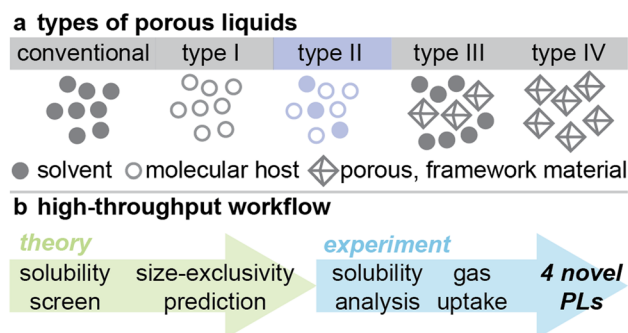 a types of porous liquids
conventional type I type II type III type IV
solvent molecular host porous, framework material
b high-throughput workflow
theory experiment
solubility size-exclusivity solubility gas 4 novel
screen prediction analysis uptake PLs